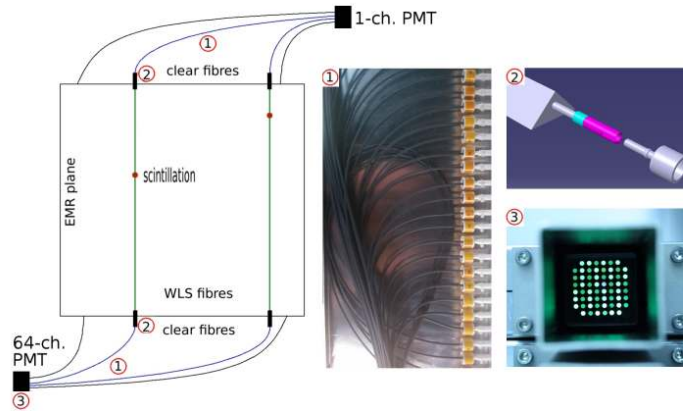 1-ch. PMT
1
2
clear fibres
EMR plane
scintillation
WLS fibres
2
clear fibres
64-ch.
PMT
1
3
1
2
3